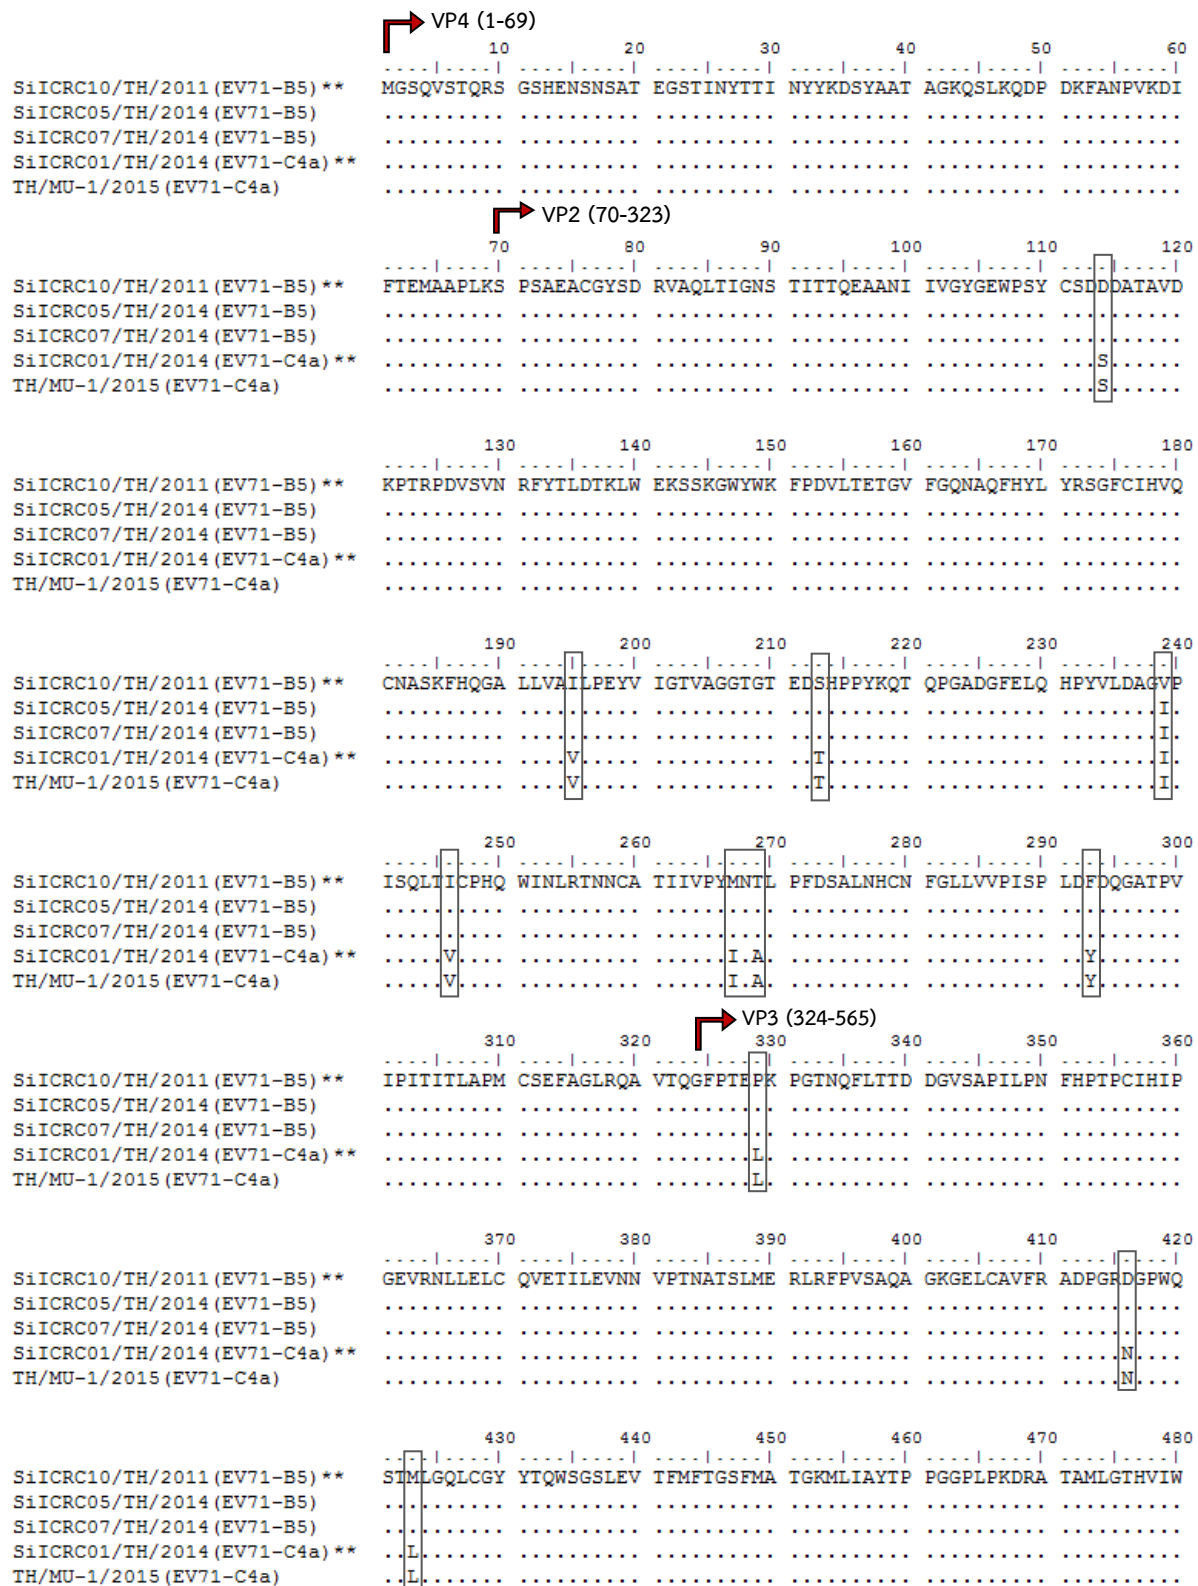 VP4 (1-69)
10 20 30 40 50 60
....|....| ....|....| ....|....| ....|....| ....|....| ....|....|
SiICRC10/TH/2011(EV71-B5)** MGSQVSTQRS GSHENSNSAT EGSTINYTTI NYYKDSYAAT AGKQSLKQDP DKFANPVKDI
SiICRC05/TH/2014(EV71-B5) .......... .......... .......... .......... .......... ..........
SiICRC07/TH/2014(EV71-B5) .......... .......... .......... .......... .......... ..........
SiICRC01/TH/2014(EV71-C4a)** .......... .......... .......... .......... .......... ..........
TH/MU-1/2015(EV71-C4a) .......... .......... .......... .......... .......... ..........
VP2 (70-323)
70 80 90 100 110 120
....|....| ....|....| ....|....| ....|....| ....|....| ....|....|
SiICRC10/TH/2011(EV71-B5)** FTEMAAPLKS PSAEACGYSD RVAQLTIGNS TITTQEAANI IVGYGEWPSY CSDDDATAVD
SiICRC05/TH/2014(EV71-B5) .......... .......... .......... .......... .......... ..........
SiICRC07/TH/2014(EV71-B5) .......... .......... .......... .......... .......... ..........
SiICRC01/TH/2014(EV71-C4a)** .......... .......... .......... .......... .......... ...S......
TH/MU-1/2015(EV71-C4a) .......... .......... .......... .......... .......... ...S......
130 140 150 160 170 180
....|....| ....|....| ....|....| ....|....| ....|....| ....|....|
SiICRC10/TH/2011(EV71-B5)** KPTRPDVSVN RFYTLDTKLW EKSSKGWYWK FPDVLTETGV FGQNAQFHYL YRSGFCIHVQ
SiICRC05/TH/2014(EV71-B5) .......... .......... .......... .......... .......... ..........
SiICRC07/TH/2014(EV71-B5) .......... .......... .......... .......... .......... ..........
SiICRC01/TH/2014(EV71-C4a)** .......... .......... .......... .......... .......... ..........
TH/MU-1/2015(EV71-C4a) .......... .......... .......... .......... .......... ..........
190 200 210 220 230 240
....|....| ....|....| ....|....| ....|....| ....|....| ....|....|
SiICRC10/TH/2011(EV71-B5)** CNASKFHQGA LLVAILPEYV IGTVAGGTGT EDSHPPYKQT QPGADGFELQ HPYVLDAGVP
SiICRC05/TH/2014(EV71-B5) .......... .......... .......... .......... .......... ........I.
SiICRC07/TH/2014(EV71-B5) .......... .......... .......... .......... .......... ........I.
SiICRC01/TH/2014(EV71-C4a)** .......... ....V..... .......... ..T....... .......... ........I.
TH/MU-1/2015(EV71-C4a) .......... ....V..... .......... ..T....... .......... ........I.
250 260 270 280 290 300
....|....| ....|....| ....|....| ....|....| ....|....| ....|....|
SiICRC10/TH/2011(EV71-B5)** ISQLTICPHQ WINLRTNNCA TIIVPYMNTL PFDSALNHCN FGLLVVPISP LDFDQGATPV
SiICRC05/TH/2014(EV71-B5) .......... .......... .......... .......... .......... ..........
SiICRC07/TH/2014(EV71-B5) .......... .......... .......... .......... .......... ..........
SiICRC01/TH/2014(EV71-C4a)** .....V.... .......... ......I.A. .......... .......... ..Y.......
TH/MU-1/2015(EV71-C4a) .....V.... .......... ......I.A. .......... .......... ..Y.......
VP3 (324-565)
310 320 330 340 350 360
....|....| ....|....| ....|....| ....|....| ....|....| ....|....|
SiICRC10/TH/2011(EV71-B5)** IPITITLAPM CSEFAGLRQA VTQGFPTEPK PGTNQFLTTD DGVSAPILPN FHPTPCIHIP
SiICRC05/TH/2014(EV71-B5) .......... .......... .......... .......... .......... ..........
SiICRC07/TH/2014(EV71-B5) .......... .......... .......... .......... .......... ..........
SiICRC01/TH/2014(EV71-C4a)** .......... .......... ........L. .......... .......... ..........
TH/MU-1/2015(EV71-C4a) .......... .......... ........L. .......... .......... ..........
370 380 390 400 410 420
....|....| ....|....| ....|....| ....|....| ....|....| ....|....|
SiICRC10/TH/2011(EV71-B5)** GEVRNLLELC QVETILEVNN VPTNATSLME RLRFPVSAQA GKGELCAVFR ADPGRDGPWQ
SiICRC05/TH/2014(EV71-B5) .......... .......... .......... .......... .......... ..........
SiICRC07/TH/2014(EV71-B5) .......... .......... .......... .......... .......... ..........
SiICRC01/TH/2014(EV71-C4a)** .......... .......... .......... .......... .......... .....N....
TH/MU-1/2015(EV71-C4a) .......... .......... .......... .......... .......... .....N....
430 440 450 460 470 480
....|....| ....|....| ....|....| ....|....| ....|....| ....|....|
SiICRC10/TH/2011(EV71-B5)** STMLGQLCGY YTQWSGSLEV TFMFTGSFMA TGKMLIAYTP PGGPLPKDRA TAMLGTHVIW
SiICRC05/TH/2014(EV71-B5) .......... .......... .......... .......... .......... ..........
SiICRC07/TH/2014(EV71-B5) .......... .......... .......... .......... .......... ..........
SiICRC01/TH/2014(EV71-C4a)** ..L....... .......... .......... .......... .......... ..........
TH/MU-1/2015(EV71-C4a) ..L....... .......... .......... .......... .......... ..........